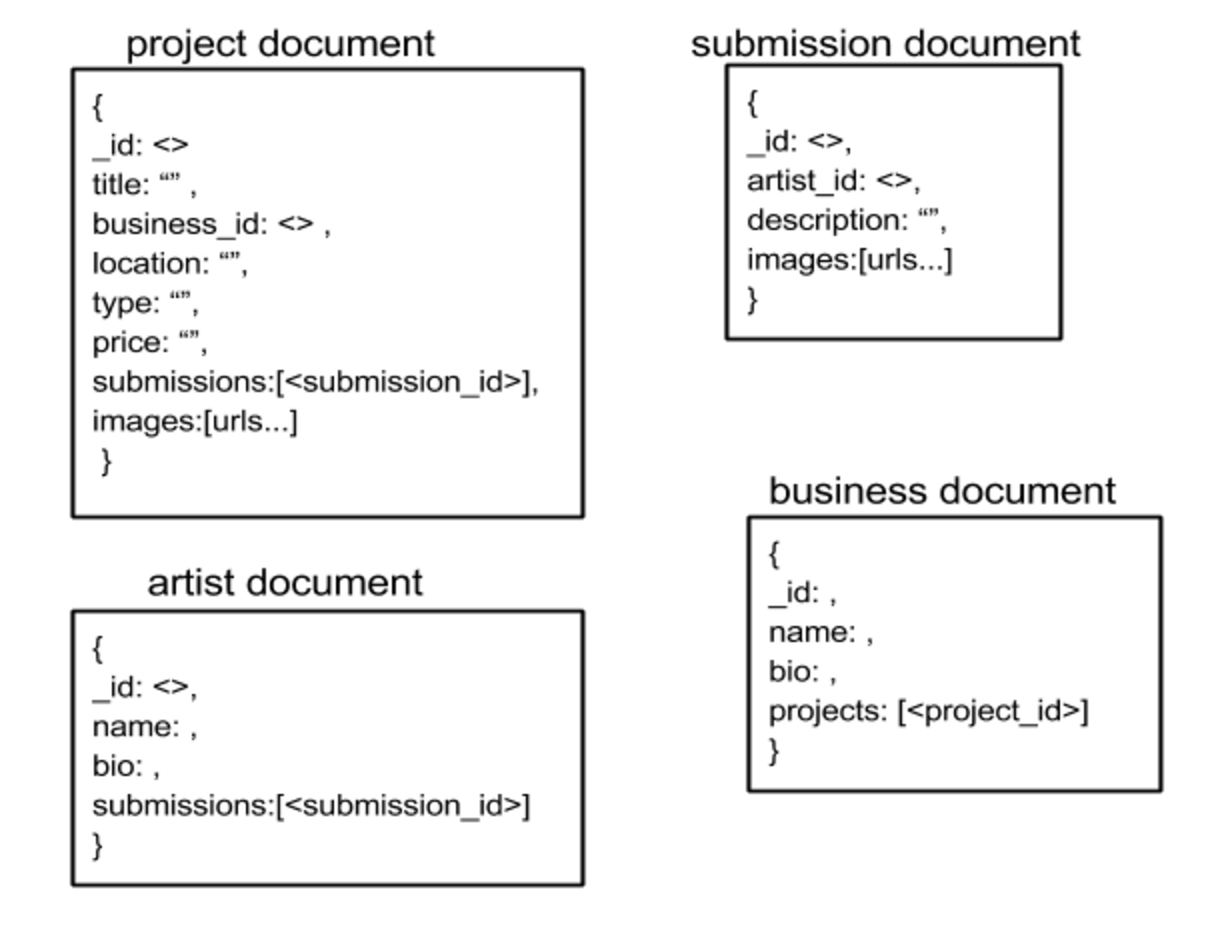 project document
{
_id: <>
title: “” ,
business_id: <> ,
location: “”,
type: “”,
price: “”,
submissions:[<submission_id>],
images:[urls...]
}
submission document
{
_id: <>,
artist_id: <>,
description: “”,
images:[urls...]
}
artist document
{
_id: <>,
name: ,
bio: ,
submissions:[<submission_id>]
}
business document
{
_id: ,
name: ,
bio: ,
projects: [<project_id>]
}